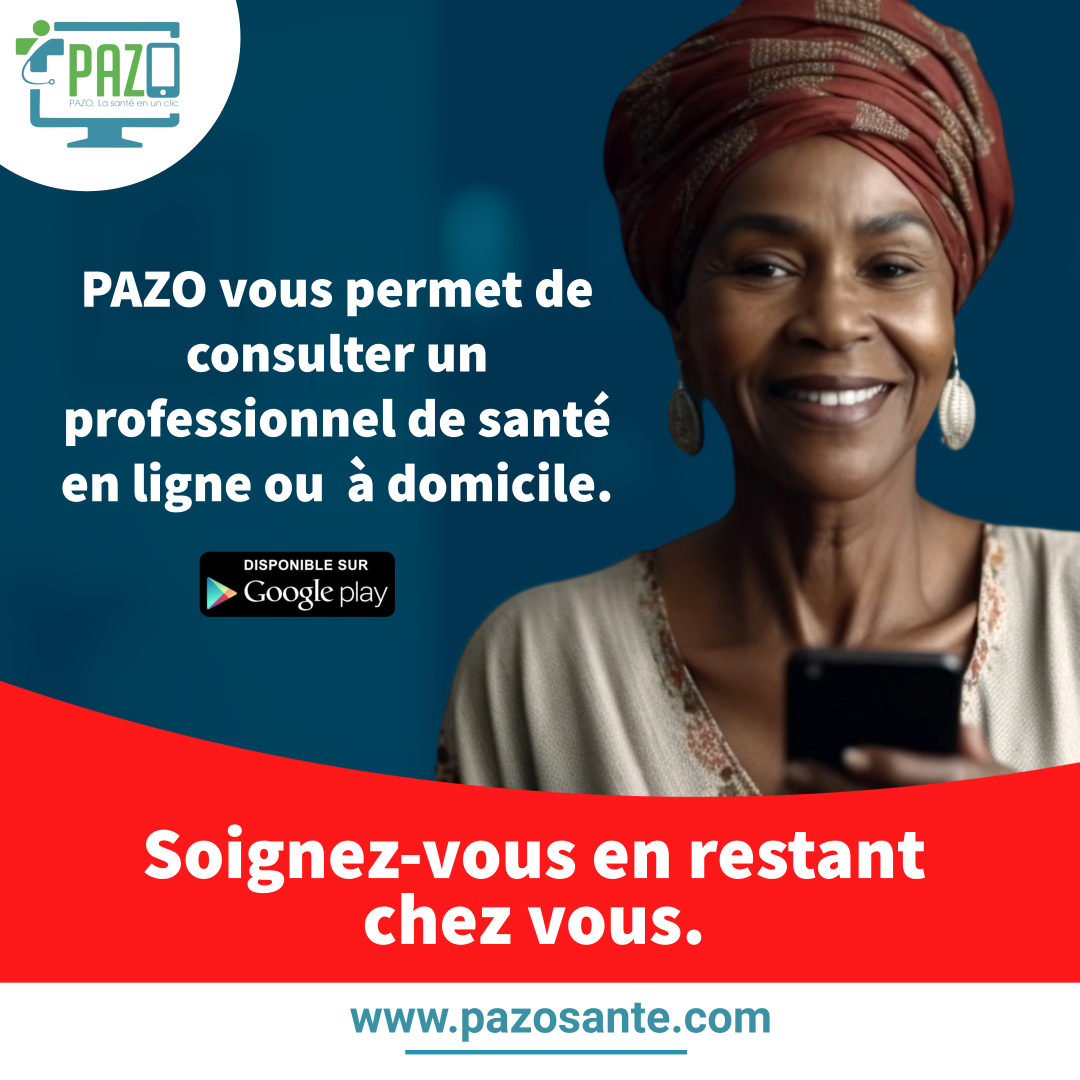 PAZO
PAZO, La santé en un clic
PAZO vous permet de
consulter un
professionnel de santé
en ligne ou à domicile.
DISPONIBLE SUR
Google play
Soignez-vous en restant
chez vous.
www.pazosante.com